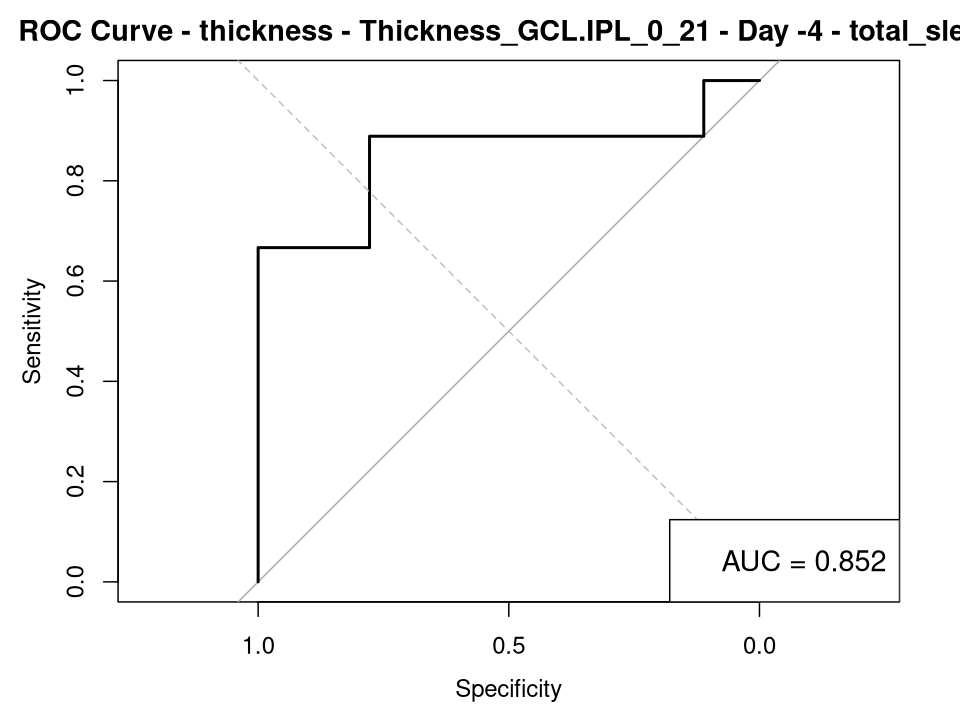 ROC Curve - thickness - Thickness_GCL.IPL_0_21 - Day -4 - total_sle
1.0
0.8
0.6
0.4
0.2
0.0
Sensitivity
AUC = 0.852
1.0 0.5 0.0
Specificity